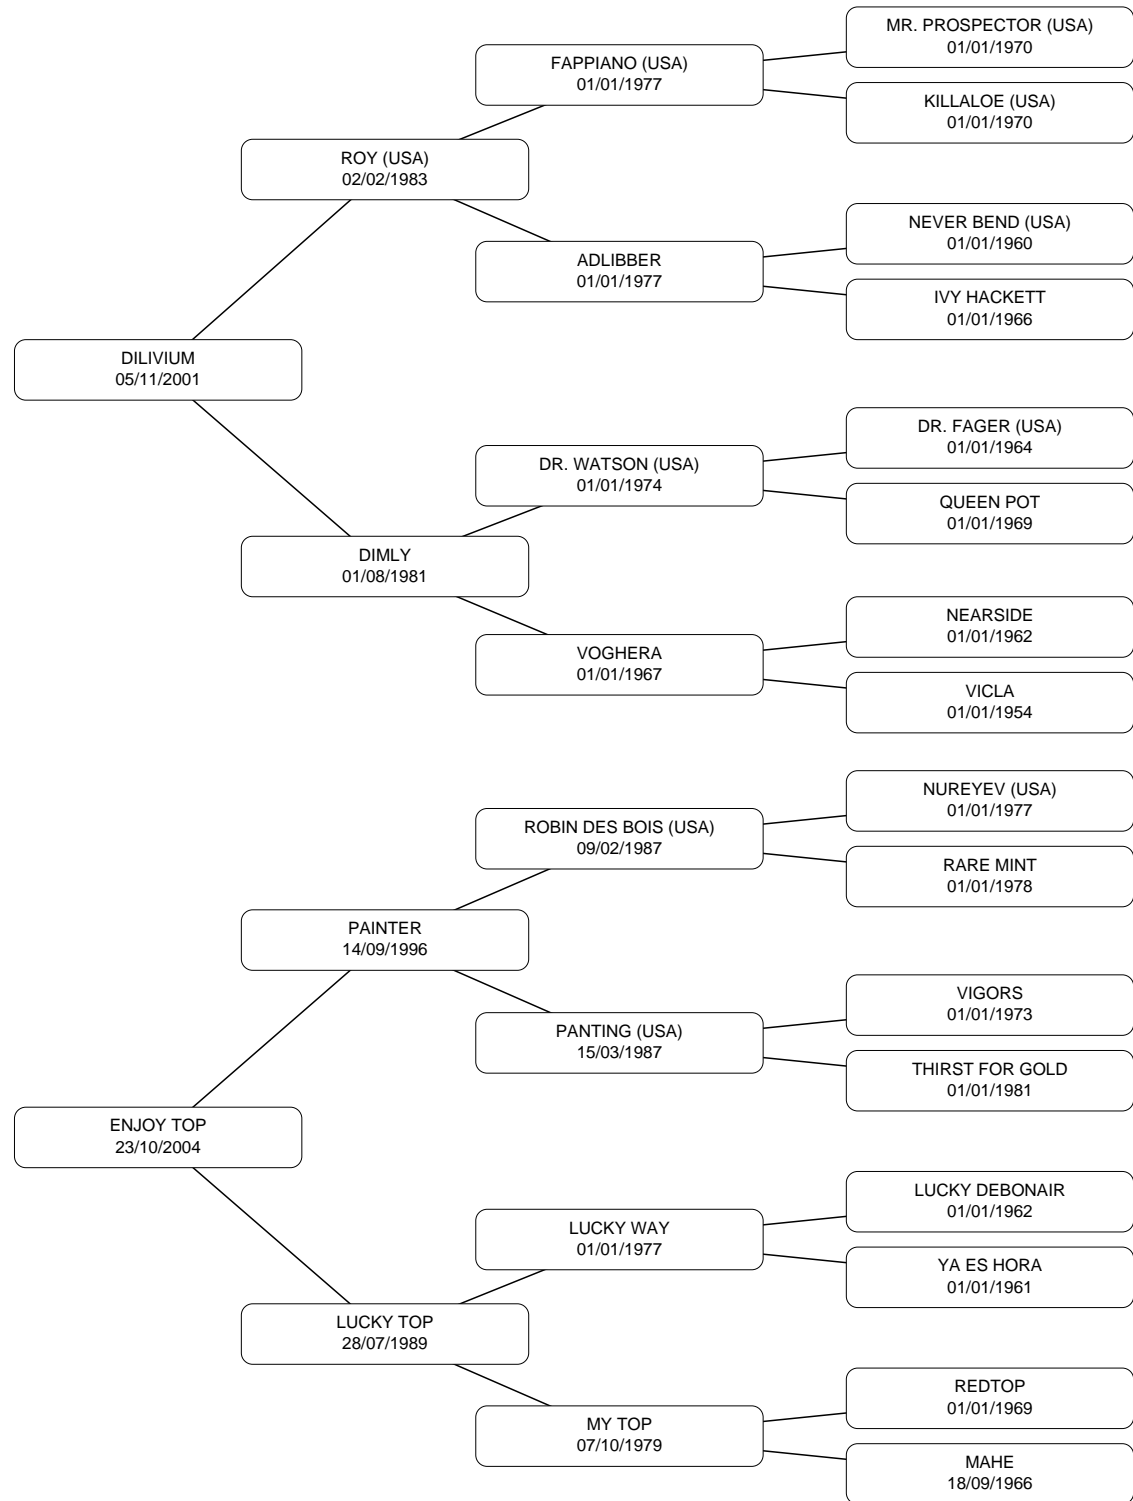 MR. PROSPECTOR (USA)
01/01/1970
FAPPIANO (USA)
01/01/1977
KILLALOE (USA)
01/01/1970
ROY (USA)
02/02/1983
NEVER BEND (USA)
01/01/1960
ADLIBBER
01/01/1977
IVY HACKETT
01/01/1966
DILIVIUM
05/11/2001
DR. FAGER (USA)
01/01/1964
DR. WATSON (USA)
01/01/1974
QUEEN POT
01/01/1969
DIMLY
01/08/1981
NEARSIDE
01/01/1962
VOGHERA
01/01/1967
VICLA
01/01/1954
NUREYEV (USA)
01/01/1977
ROBIN DES BOIS (USA)
09/02/1987
RARE MINT
01/01/1978
PAINTER
14/09/1996
VIGORS
01/01/1973
PANTING (USA)
15/03/1987
THIRST FOR GOLD
01/01/1981
ENJOY TOP
23/10/2004
LUCKY DEBONAIR
01/01/1962
LUCKY WAY
01/01/1977
YA ES HORA
01/01/1961
LUCKY TOP
28/07/1989
REDTOP
01/01/1969
MY TOP
07/10/1979
MAHE
18/09/1966